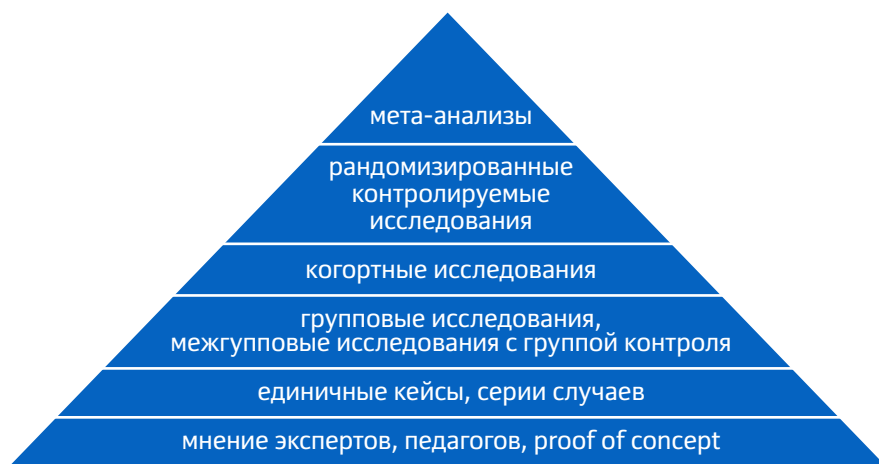 мета-анализы
рандомизированные
контролируемые
исследования
когортные исследования
групповые исследования,
межгупповые исследования с группой контроля
единичные кейсы, серии случаев
мнение экспертов, педагогов, proof of concept